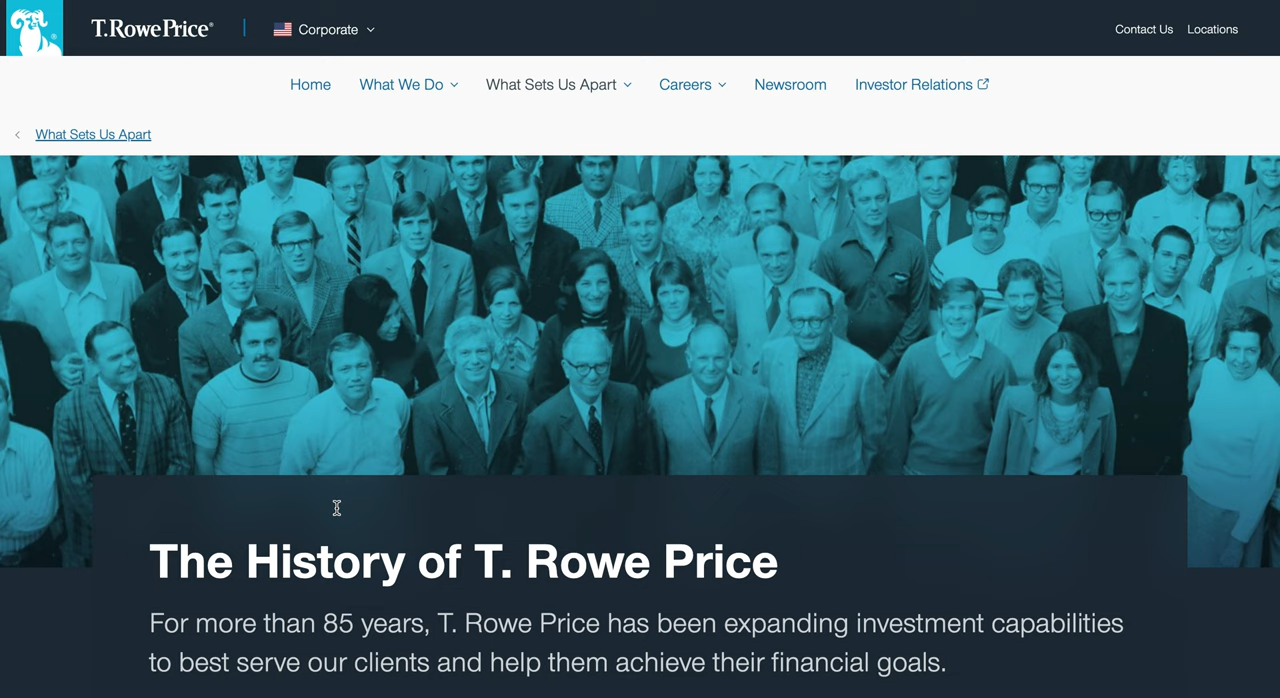 T.RowePrice®
Corporate
Contact Us Locations
Home What We Do What Sets Us Apart Careers Newsroom Investor Relations
What Sets Us Apart
The History of T. Rowe Price
For more than 85 years, T. Rowe Price has been expanding investment capabilities
to best serve our clients and help them achieve their financial goals.